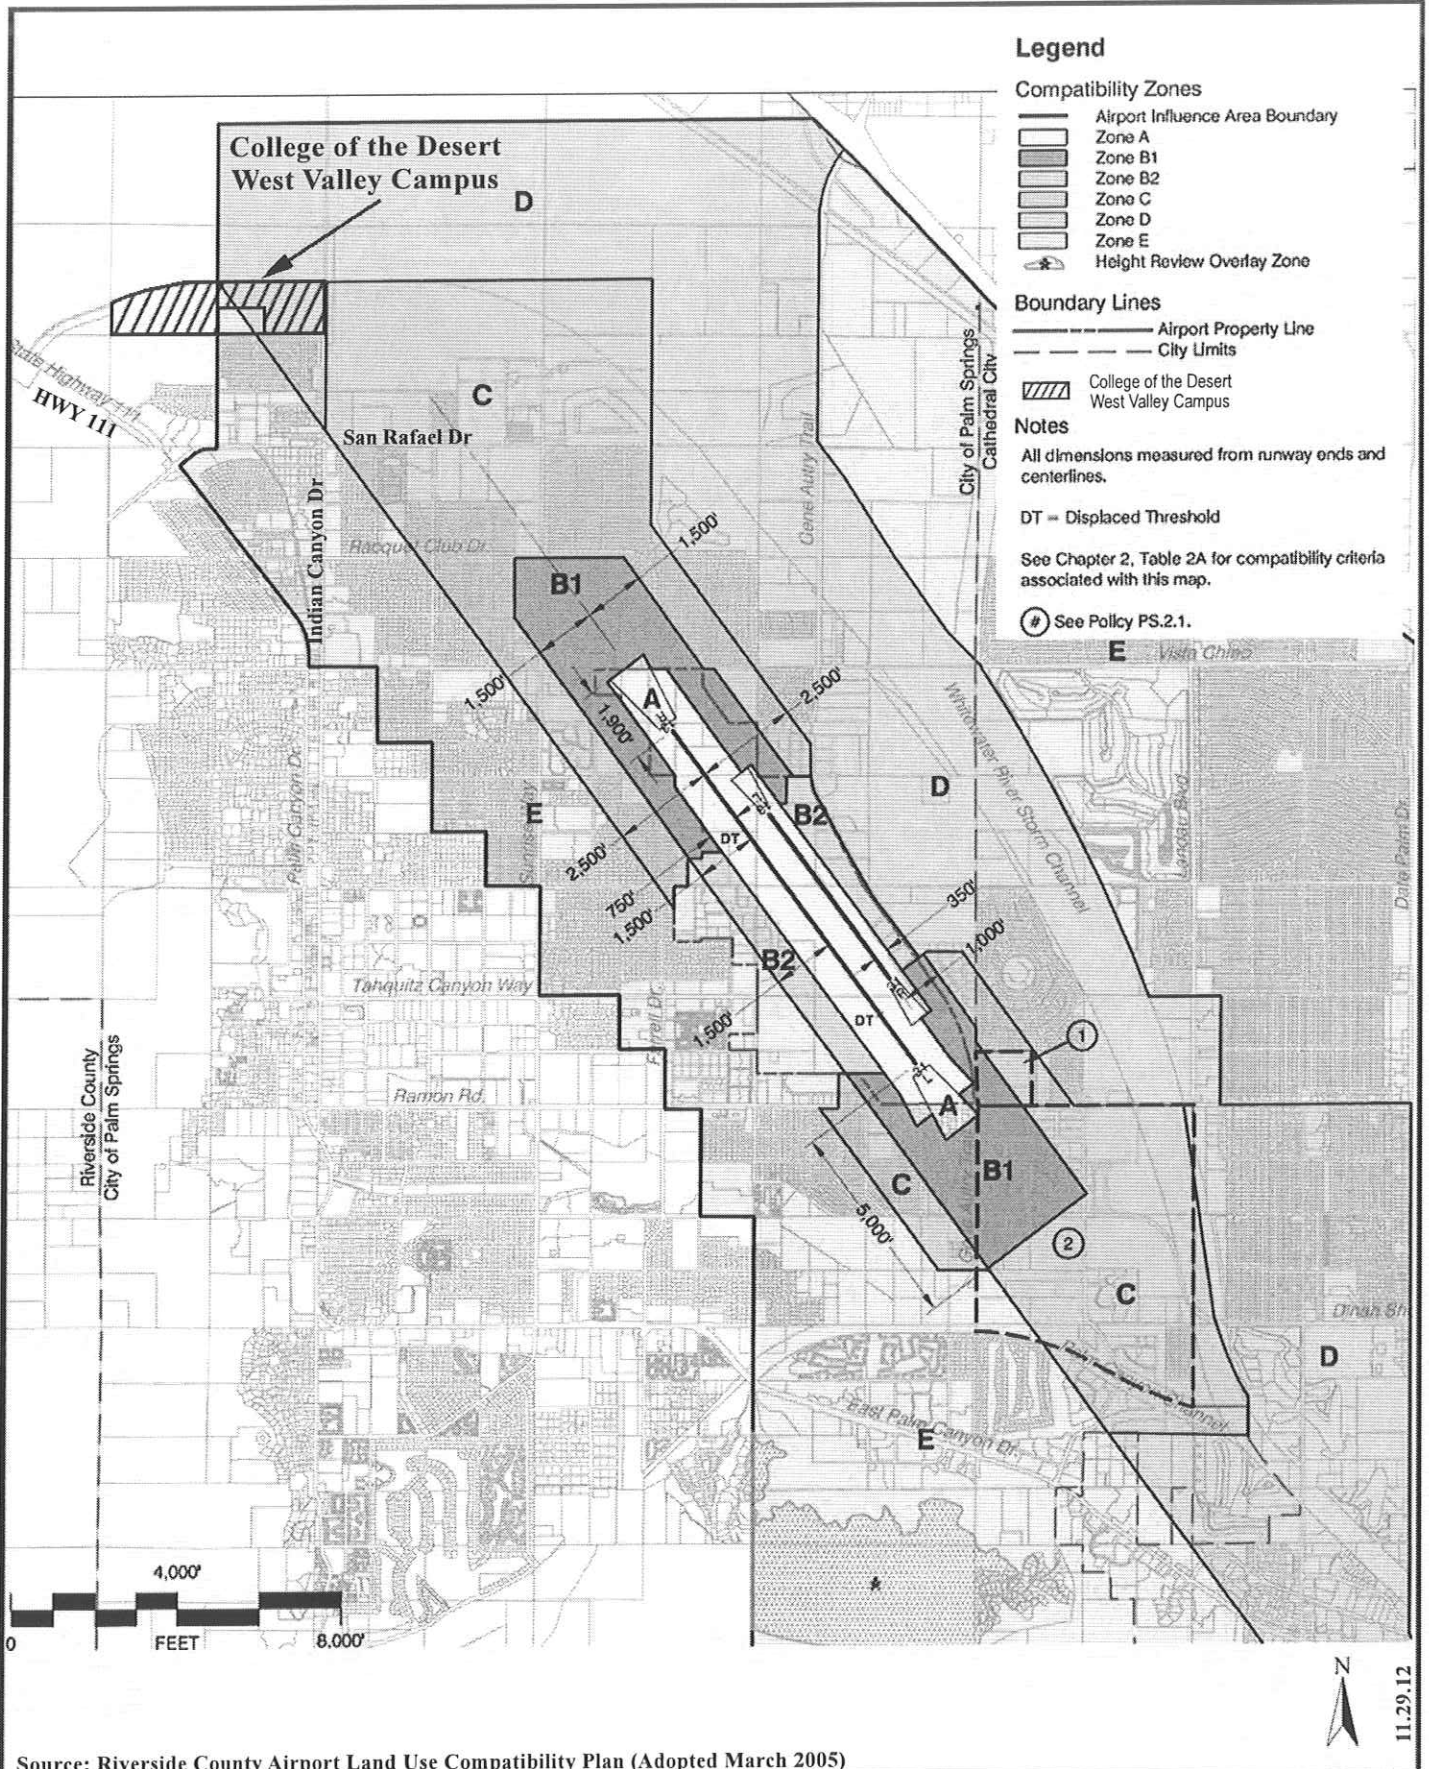 Legend
Compatibility Zones
Airport Influence Area Boundary
Zone A
Zone B1
Zone B2
Zone C
Zone D
Zone E
Height Review Overlay Zone
Boundary Lines
Airport Property Line
City Limits
College of the Desert
West Valley Campus
Notes
All dimensions measured from runway ends and
centerlines.
DT = Displaced Threshold
See Chapter 2, Table 2A for compatibility criteria
associated with this map.
# See Policy PS.2.1.
College of the Desert
West Valley Campus
D
State Highway 111
HWY 111
C
San Rafael Dr
Indian Canyon Dr
Racquet Club Dr.
Gene Autry Trail
City of Palm Springs
Cathedral City
1,500'
B1
E
Vista Chino
1,500'
2,500'
A
1,900'
Whitewater River Storm Channel
D
Landau Blvd
Date Palm Dr.
Palm Canyon Dr.
Sunrise Way
E
B2
DT
2,500'
750'
1,500'
350'
1,000'
B2
Tahquitz Canyon Way
Farrell Dr.
1,500'
DT
1
Riverside County
City of Palm Springs
Ramon Rd.
A
B1
C
5,000'
2
C
Dinah Sh
D
Channel
East Palm Canyon Dr.
E
4,000'
0
FEET
8,000'
N
11.29.12
Source: Riverside County Airport Land Use Compatibility Plan (Adopted March 2005)